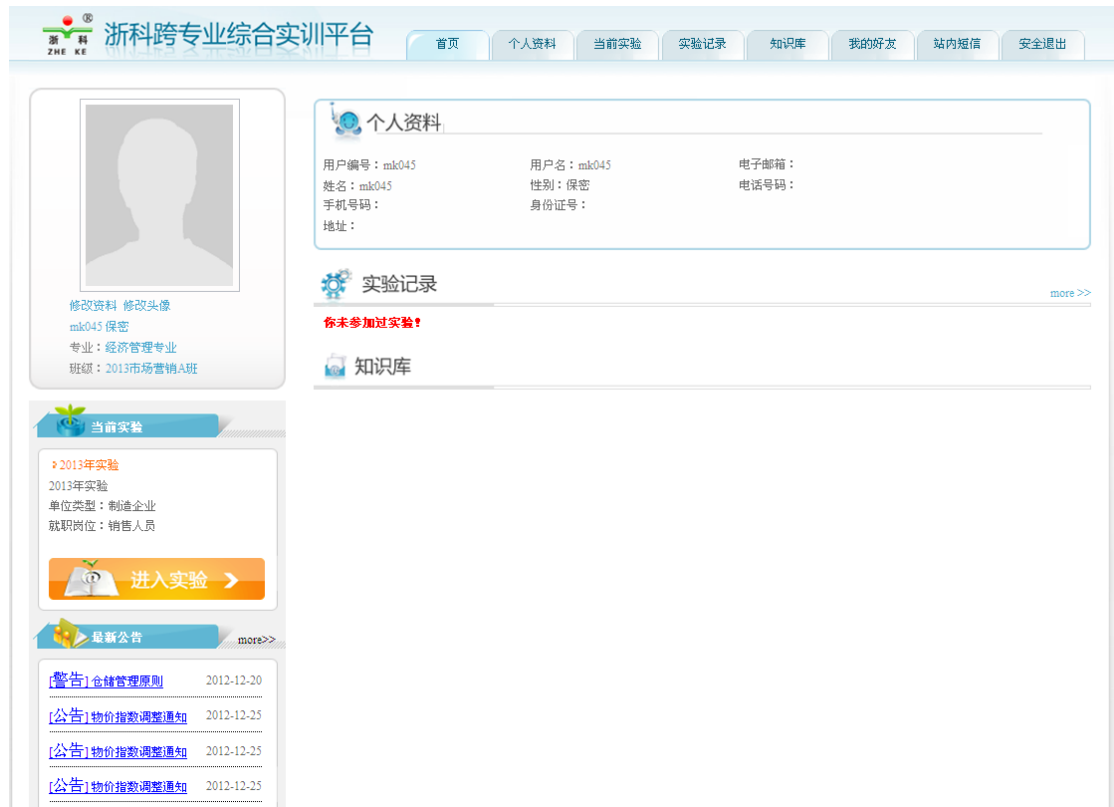 浙 科 ®
ZHE KE
浙科跨专业综合实训平台
首页 个人资料 当前实验 实验记录 知识库 我的好友 站内短信 安全退出
修改资料 修改头像
mk045 保密
专业：经济管理专业
班级：2013市场营销A班
当前实验
2013年实验
2013年实验
单位类型：制造企业
就职岗位：销售人员
进入实验
最新公告 more>>
[警告] 仓储管理原则 2012-12-20
[公告] 物价指数调整通知 2012-12-25
[公告] 物价指数调整通知 2012-12-25
[公告] 物价指数调整通知 2012-12-25
个人资料
用户编号：mk045 用户名：mk045 电子邮箱：
姓名：mk045 性别：保密 电话号码：
手机号码： 身份证号：
地址：
实验记录 more >>
你未参加过实验！
知识库